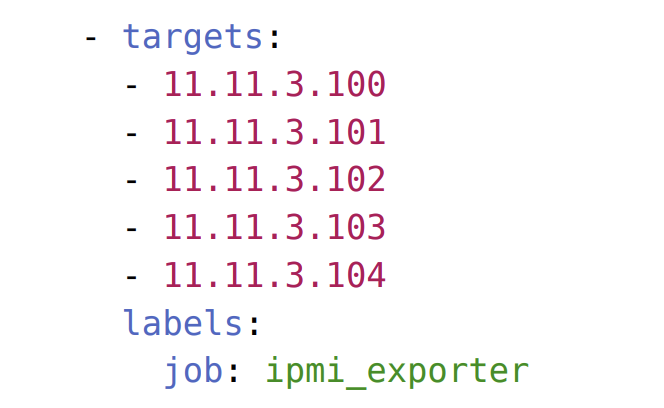 - targets:
  - 11.11.3.100
  - 11.11.3.101
  - 11.11.3.102
  - 11.11.3.103
  - 11.11.3.104
  labels:
    job: ipmi_exporter